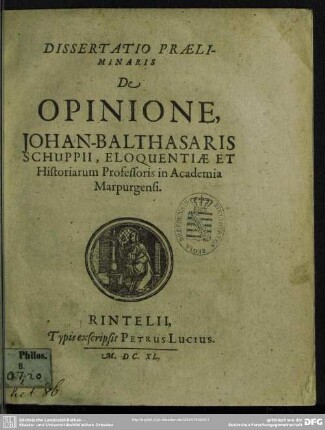 DISSERTATIO PRÆLI-
MINARIS
De
OPINIONE,
JOHAN-BALTHASARIS
SCHUPPII, ELOQUENTIÆ ET
Historiarum Professoris in Academia
Marpurgensi.
RINTELII,
Typis exscripsit PETRUS LUCIUS.
M. DC. XL.
Philos.
8.